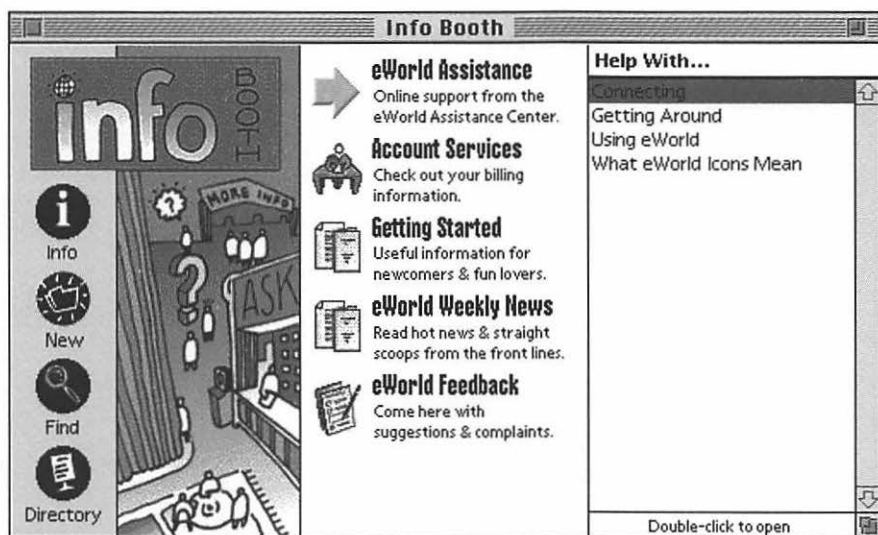 Info Booth
info
BOOTH
Info
New
Find
Directory
MORE INFO
?
?
ASK
eWorld Assistance
Online support from the
eWorld Assistance Center.
Account Services
Check out your billing
information.
Getting Started
Useful information for
newcomers & fun lovers.
eWorld Weekly News
Read hot news & straight
scoops from the front lines.
eWorld Feedback
Come here with
suggestions & complaints.
Help With...
Connecting
Getting Around
Using eWorld
What eWorld Icons Mean
Double-click to open